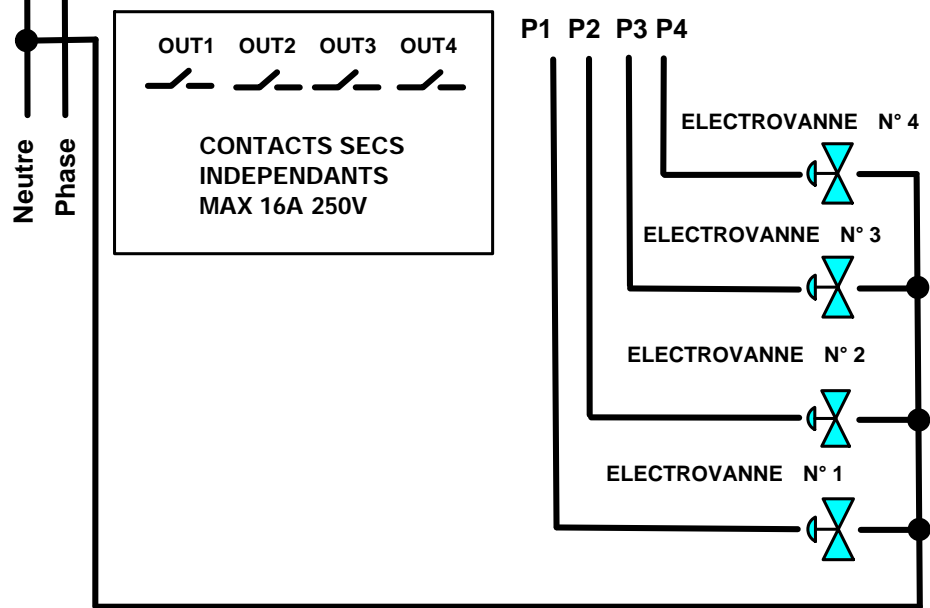 OUT1 OUT2 OUT3 OUT4
CONTACTS SECS
INDEPENDANTS
MAX 16A 250V
Neutre
Phase
P1 P2 P3 P4
ELECTROVANNE N° 4
ELECTROVANNE N° 3
ELECTROVANNE N° 2
ELECTROVANNE N° 1